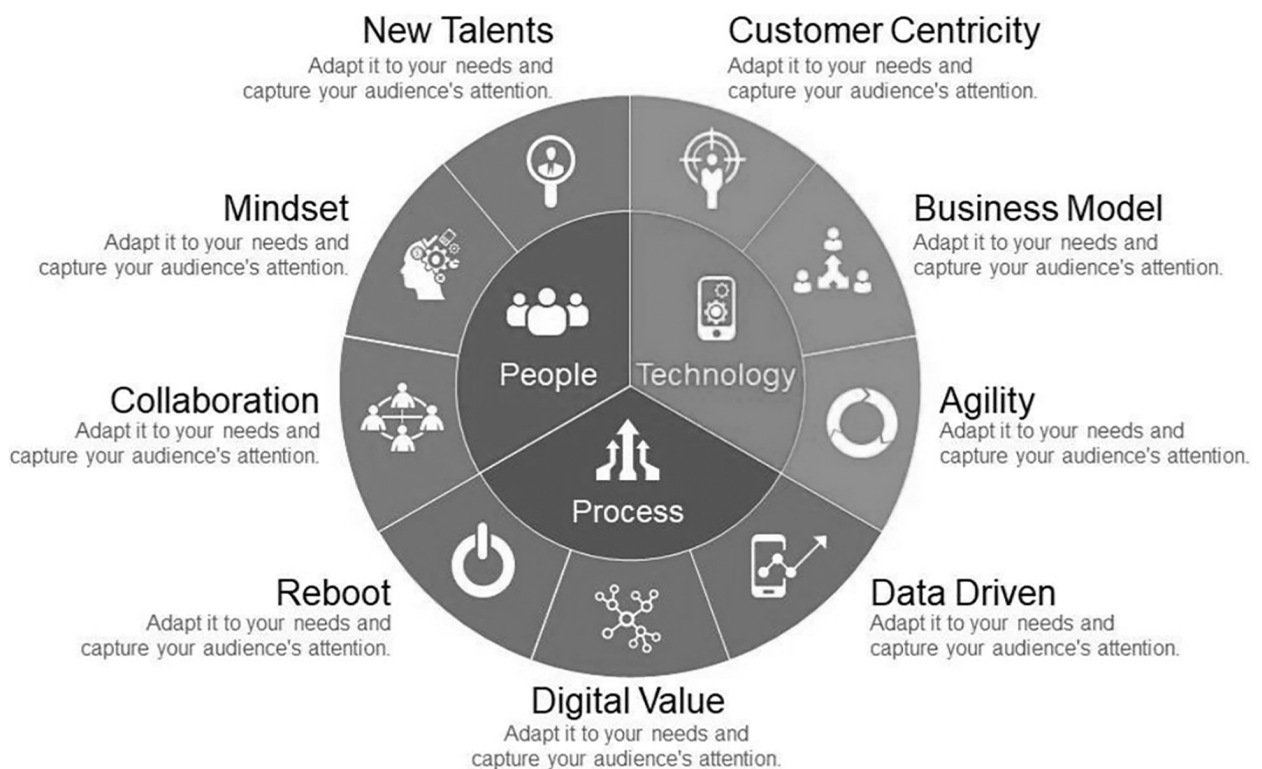 New Talents
Adapt it to your needs and
capture your audience's attention.
Customer Centricity
Adapt it to your needs and
capture your audience's attention.
Mindset
Adapt it to your needs and
capture your audience's attention.
Business Model
Adapt it to your needs and
capture your audience's attention.
People
Technology
Collaboration
Adapt it to your needs and
capture your audience's attention.
Agility
Adapt it to your needs and
capture your audience's attention.
Process
Reboot
Adapt it to your needs and
capture your audience's attention.
Data Driven
Adapt it to your needs and
capture your audience's attention.
Digital Value
Adapt it to your needs and
capture your audience's attention.